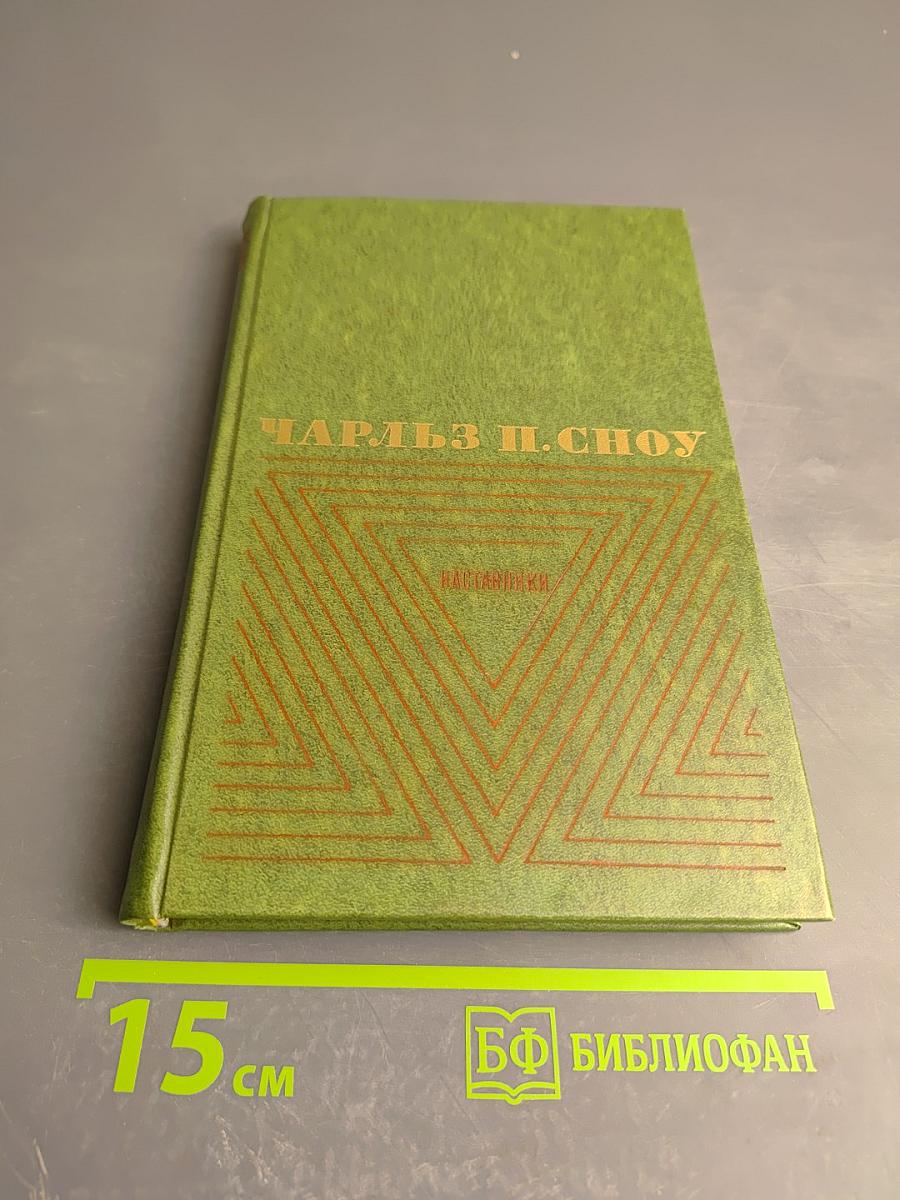 ЧАРЛЬЗ П. СНОУ
НАСТАВНИКИ
15 см
БФ БИБЛИОФАН